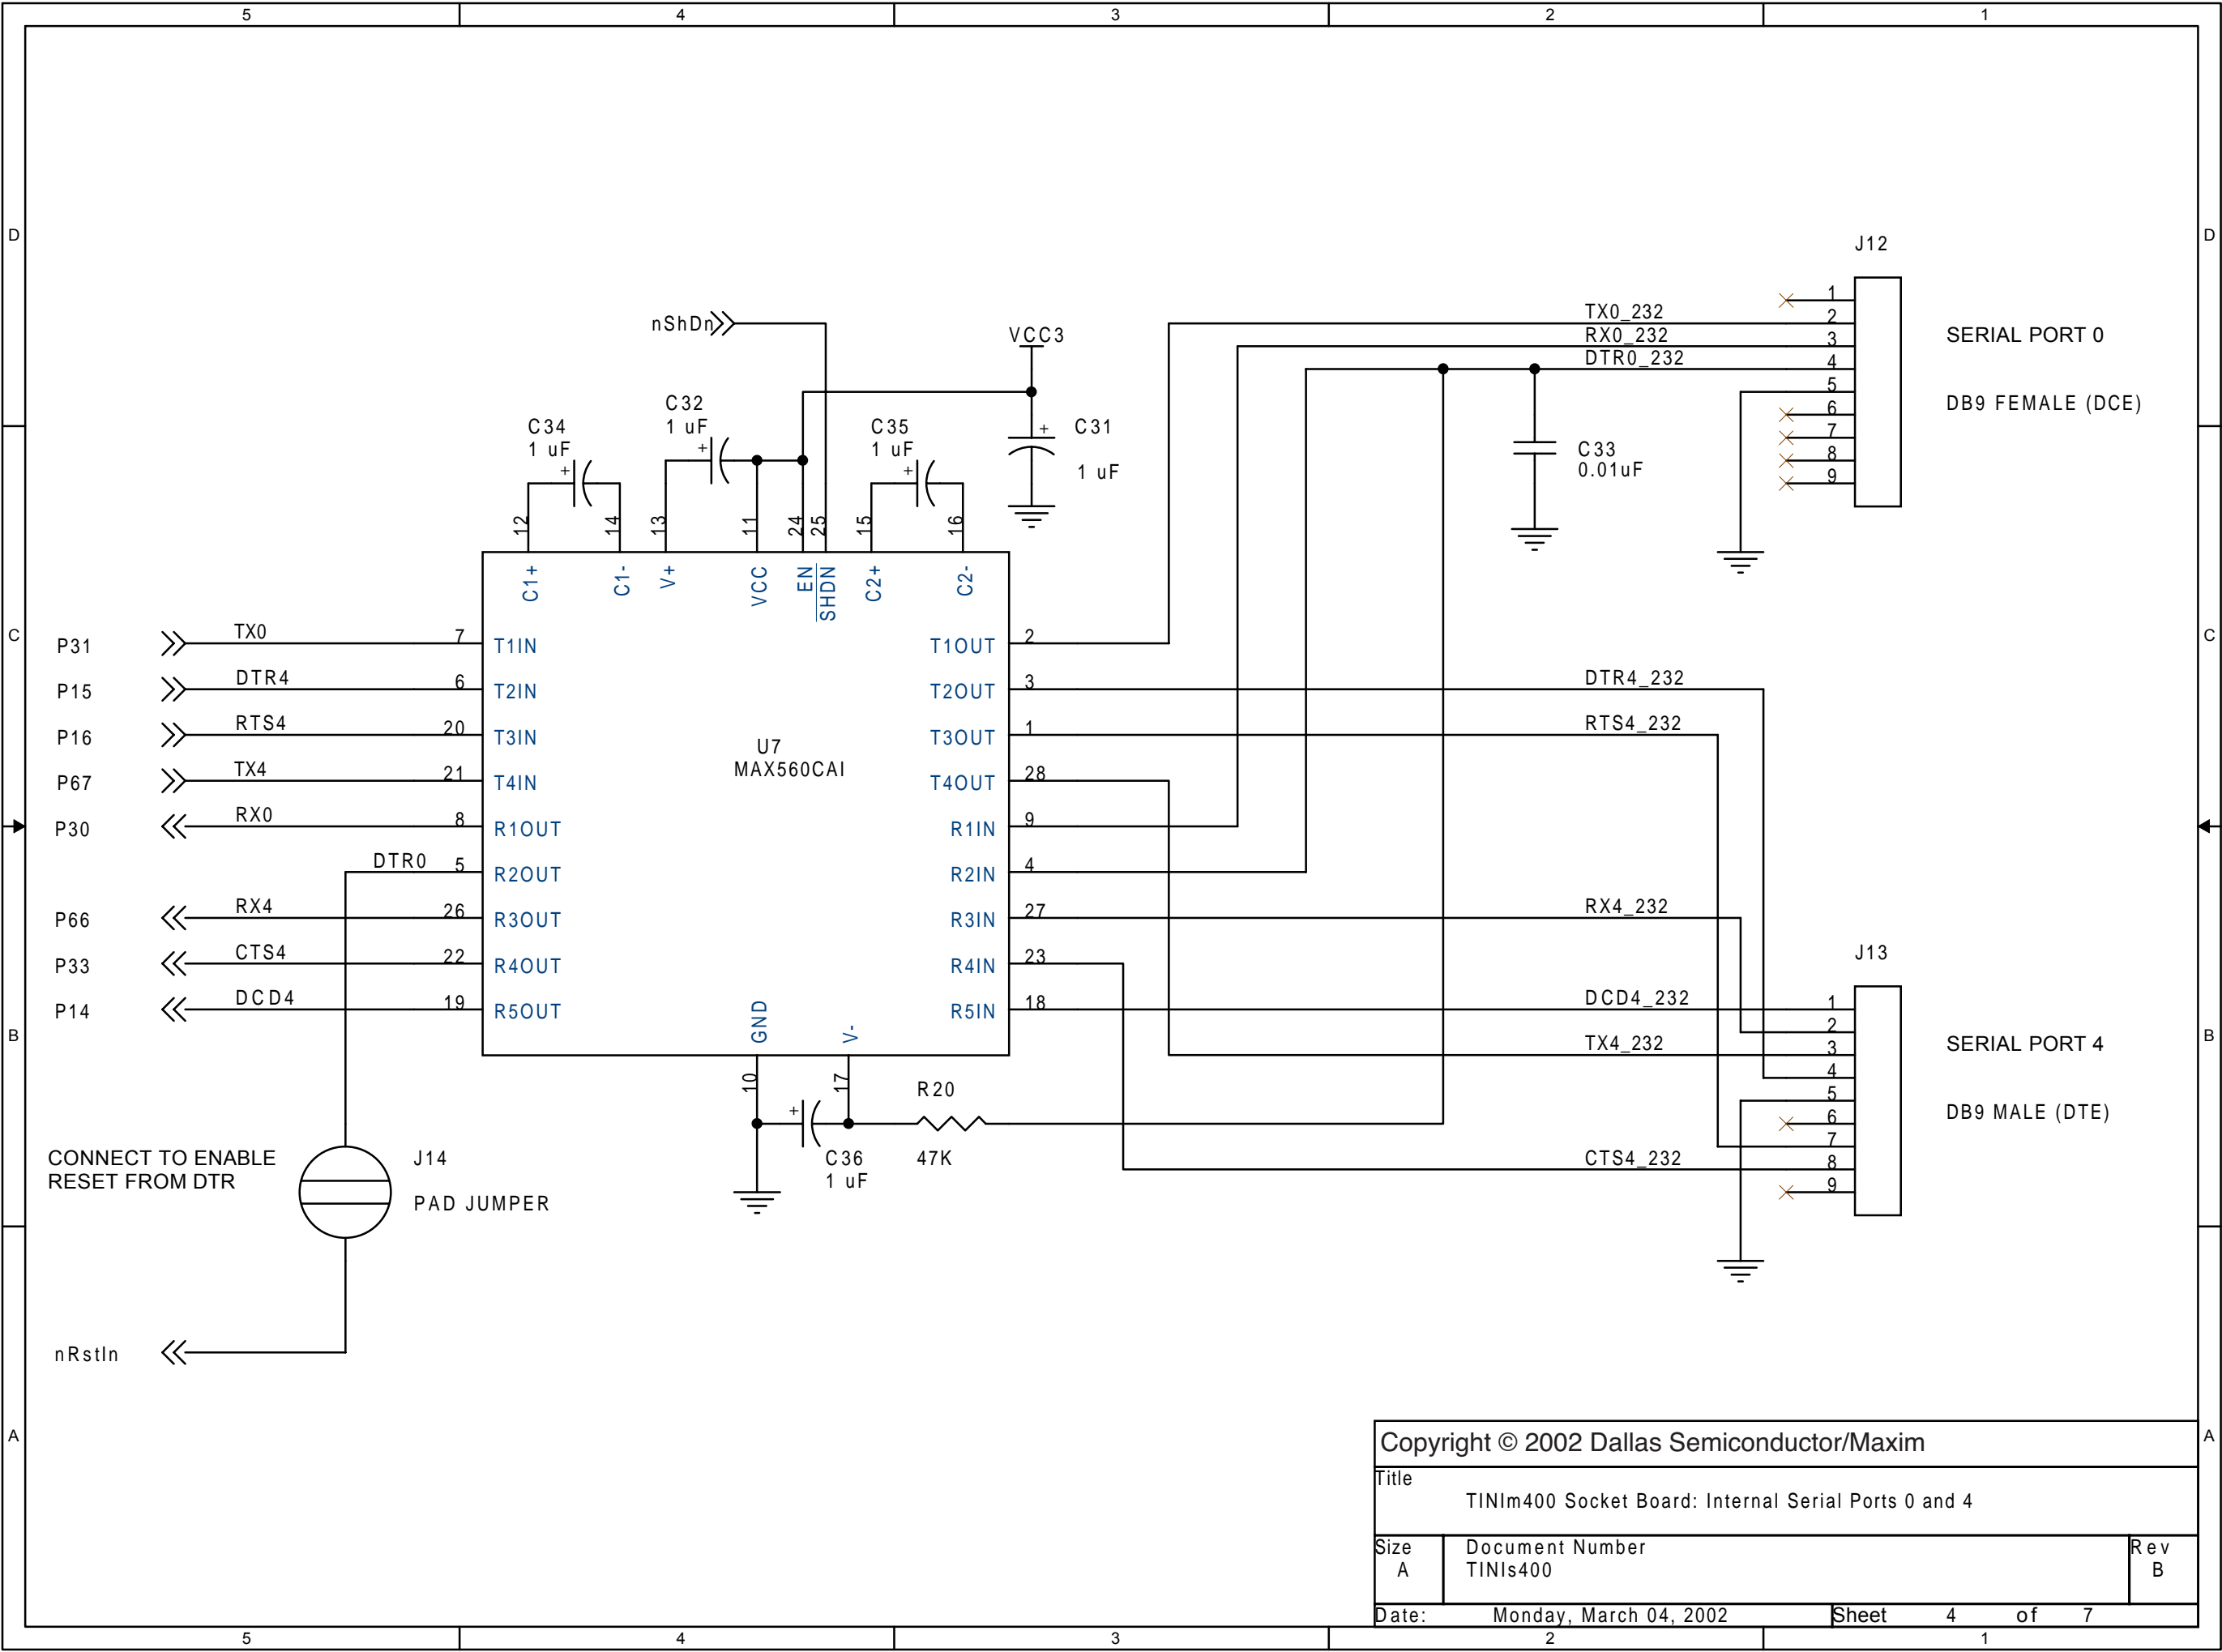 5 4 3 2 1
D D
J12
nShDn
VCC3
TX0_232
RX0_232
DTR0_232
1
2
3
4
5
6
7
8
9
SERIAL PORT 0
DB9 FEMALE (DCE)
C34
1 uF
+
C32
1 uF
+
C35
1 uF
+
+
C31
1 uF
C33
0.01uF
12 14 13 11 24 25 15 16
C1+ C1- V+ VCC EN SHDN C2+ C2-
C C
P31 TX0 7 T1IN T1OUT 2
P15 DTR4 6 T2IN T2OUT 3 DTR4_232
P16 RTS4 20 T3IN T3OUT 1 RTS4_232
U7
MAX560CAI
P67 TX4 21 T4IN T4OUT 28
P30 RX0 8 R1OUT R1IN 9
DTR0 5 R2OUT R2IN 4
P66 RX4 26 R3OUT R3IN 27 RX4_232
P33 CTS4 22 R4OUT R4IN 23
P14 DCD4 19 R5OUT R5IN 18 DCD4_232
GND V-
10 17
B B
J13
TX4_232
CTS4_232
1
2
3
4
5
6
7
8
9
SERIAL PORT 4
DB9 MALE (DTE)
R20
47K
+
C36
1 uF
CONNECT TO ENABLE
RESET FROM DTR
J14
PAD JUMPER
nRstIn
A A
Copyright © 2002 Dallas Semiconductor/Maxim
Title
TINIm400 Socket Board: Internal Serial Ports 0 and 4
Size
A
Document Number
TINIs400
Rev
B
Date: Monday, March 04, 2002 Sheet 4 of 7
5 4 3 2 1